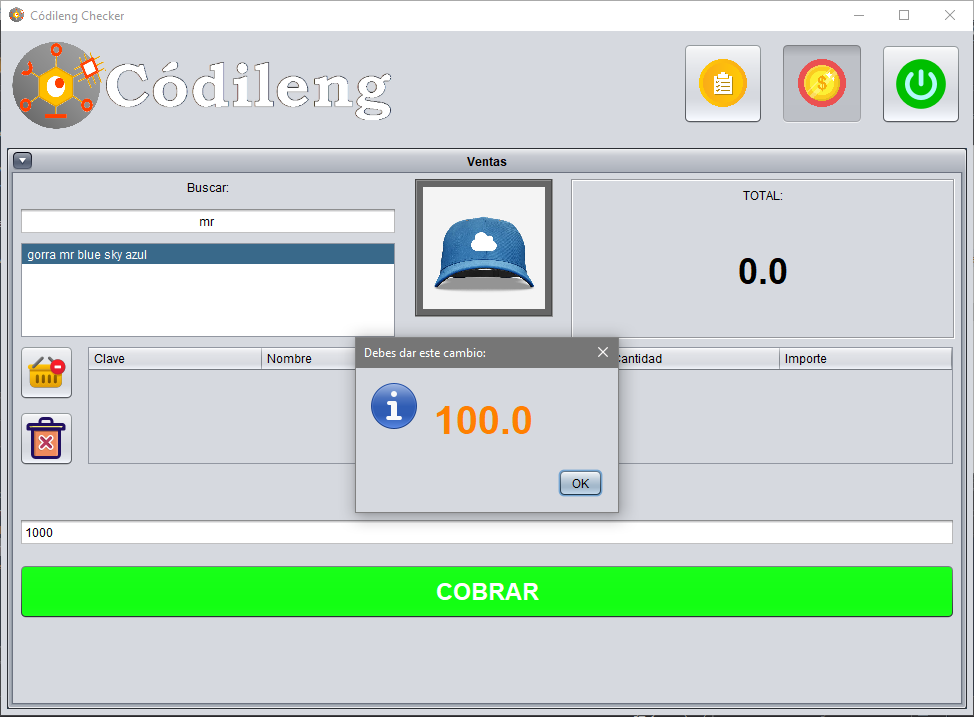 Códileng Checker
Códileng
Ventas
Buscar:
mr
gorra mr blue sky azul
TOTAL:
0.0
Clave
Nombre
Cantidad
Importe
Debes dar este cambio:
100.0
OK
1000
COBRAR